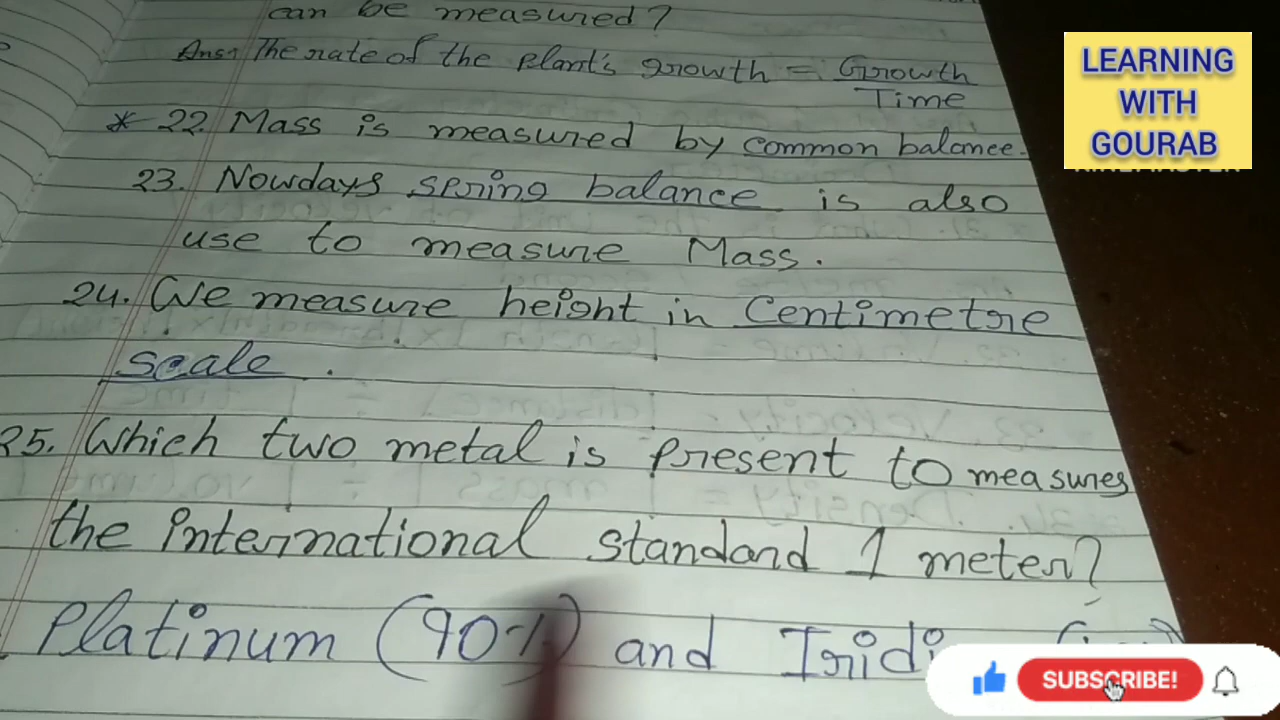 can be measured?
Ans: The rate of the Plant's growth = Growth
Time
* 22. Mass is measured by common balance.
23. Nowdays spring balance is also
use to measure Mass.
24. We measure height in Centimetre
scale.
25. Which two metal is present to measures
the international standard 1 meter?
Platinum (90%) and Iridi
LEARNING
WITH
GOURAB
SUBSCRIBE!